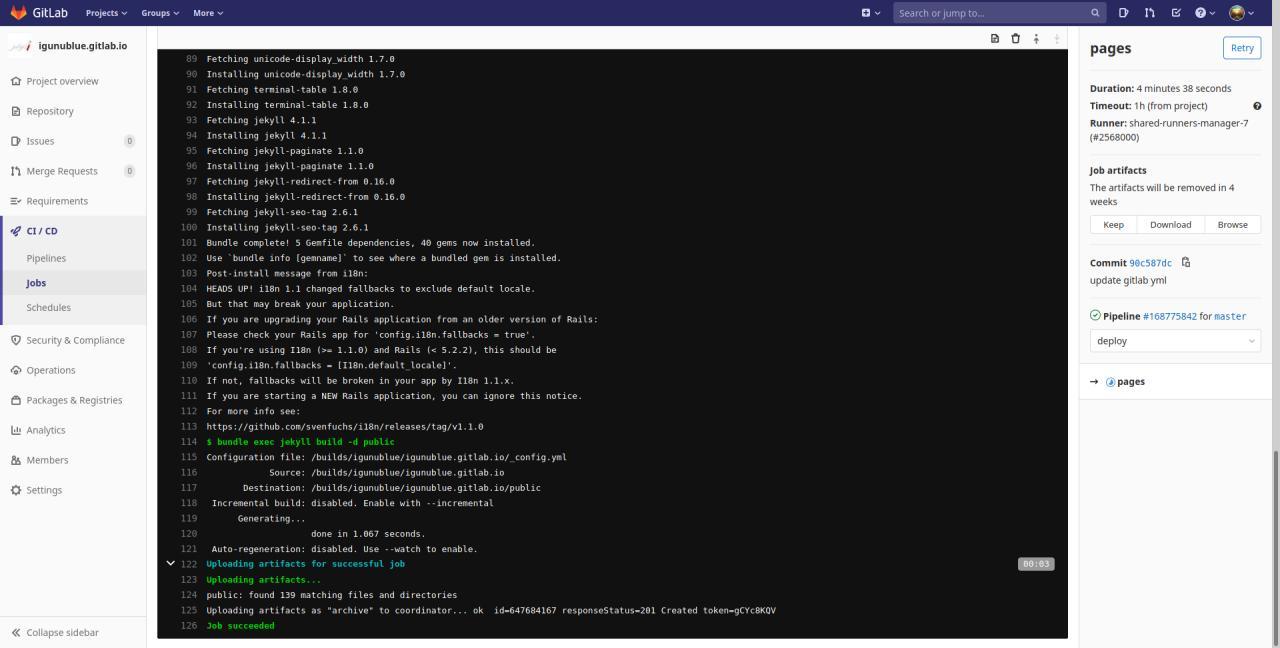 GitLab Projects Groups More Search or jump to...
igunublue.gitlab.io
Project overview
Repository
Issues 0
Merge Requests 0
Requirements
CI / CD
Pipelines
Jobs
Schedules
Security & Compliance
Operations
Packages & Registries
Analytics
Members
Settings
Collapse sidebar
89 Fetching unicode-display_width 1.7.0
90 Installing unicode-display_width 1.7.0
91 Fetching terminal-table 1.8.0
92 Installing terminal-table 1.8.0
93 Fetching jekyll 4.1.1
94 Installing jekyll 4.1.1
95 Fetching jekyll-paginate 1.1.0
96 Installing jekyll-paginate 1.1.0
97 Fetching jekyll-redirect-from 0.16.0
98 Installing jekyll-redirect-from 0.16.0
99 Fetching jekyll-seo-tag 2.6.1
100 Installing jekyll-seo-tag 2.6.1
101 Bundle complete! 5 Gemfile dependencies, 40 gems now installed.
102 Use `bundle info [gemname]` to see where a bundled gem is installed.
103 Post-install message from i18n:
104 HEADS UP! i18n 1.1 changed fallbacks to exclude default locale.
105 But that may break your application.
106 If you are upgrading your Rails application from an older version of Rails:
107 Please check your Rails app for 'config.i18n.fallbacks = true'.
108 If you're using I18n (>= 1.1.0) and Rails (< 5.2.2), this should be
109 'config.i18n.fallbacks = [I18n.default_locale]'.
110 If not, fallbacks will be broken in your app by I18n 1.1.x.
111 If you are starting a NEW Rails application, you can ignore this notice.
112 For more info see:
113 https://github.com/svenfuchs/i18n/releases/tag/v1.1.0
114 $ bundle exec jekyll build -d public
115 Configuration file: /builds/igunublue/igunublue.gitlab.io/_config.yml
116 Source: /builds/igunublue/igunublue.gitlab.io
117 Destination: /builds/igunublue/igunublue.gitlab.io/public
118 Incremental build: disabled. Enable with --incremental
119 Generating...
120 done in 1.067 seconds.
121 Auto-regeneration: disabled. Use --watch to enable.
122 Uploading artifacts for successful job 00:03
123 Uploading artifacts...
124 public: found 139 matching files and directories
125 Uploading artifacts as "archive" to coordinator... ok id=647684167 responseStatus=201 Created token=gCYc8KQV
126 Job succeeded
pages Retry
Duration: 4 minutes 38 seconds
Timeout: 1h (from project)
Runner: shared-runners-manager-7
(#2568000)
Job artifacts
The artifacts will be removed in 4
weeks
Keep Download Browse
Commit 90c587dc
update gitlab yml
Pipeline #168775842 for master
deploy
→ pages